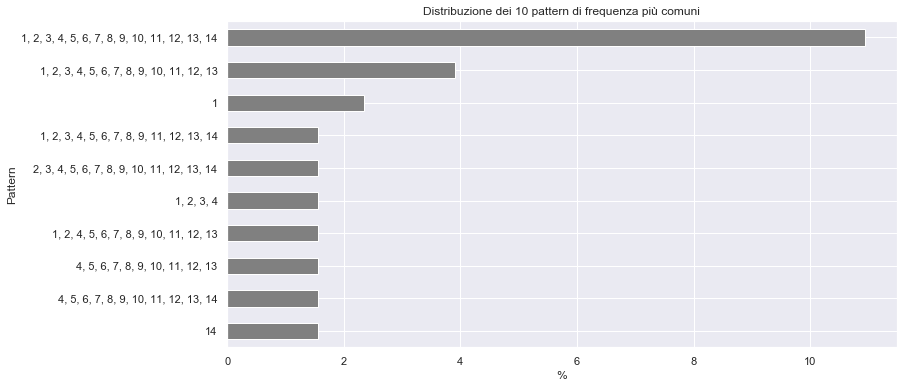 Distribuzione dei 10 pattern di frequenza più comuni
1, 2, 3, 4, 5, 6, 7, 8, 9, 10, 11, 12, 13, 14
1, 2, 3, 4, 5, 6, 7, 8, 9, 10, 11, 12, 13
1
1, 2, 3, 4, 5, 6, 7, 8, 9, 11, 12, 13, 14
2, 3, 4, 5, 6, 7, 8, 9, 10, 11, 12, 13, 14
1, 2, 3, 4
1, 2, 4, 5, 6, 7, 8, 9, 10, 11, 12, 13
4, 5, 6, 7, 8, 9, 10, 11, 12, 13
4, 5, 6, 7, 8, 9, 10, 11, 12, 13, 14
14
Pattern
0 2 4 6 8 10
%